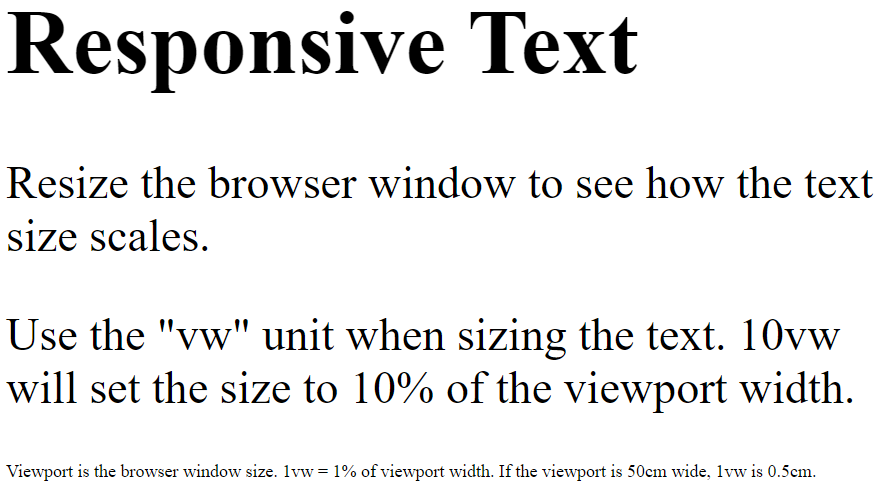 Responsive Text
Resize the browser window to see how the text
size scales.
Use the "vw" unit when sizing the text. 10vw
will set the size to 10% of the viewport width.
Viewport is the browser window size. 1vw = 1% of viewport width. If the viewport is 50cm wide, 1vw is 0.5cm.